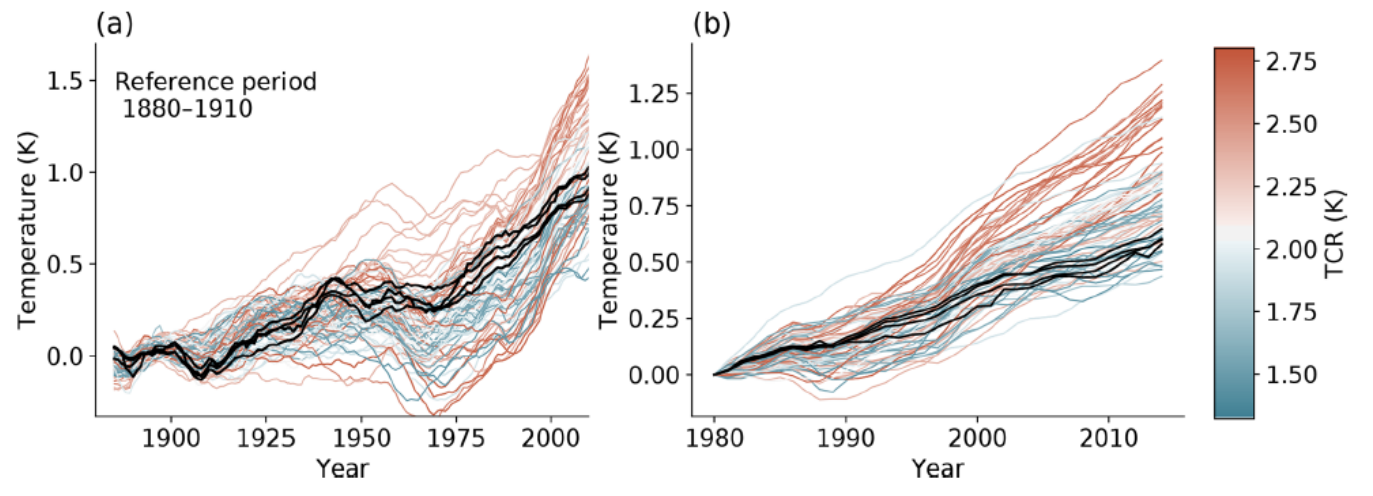 (a)
Reference period
1880–1910
1.5
1.0
0.5
0.0
Temperature (K)
1900 1925 1950 1975 2000
Year
(b)
1.25
1.00
0.75
0.50
0.25
0.00
Temperature (K)
1980 1990 2000 2010
Year
2.75
2.50
2.25
2.00
1.75
1.50
TCR (K)